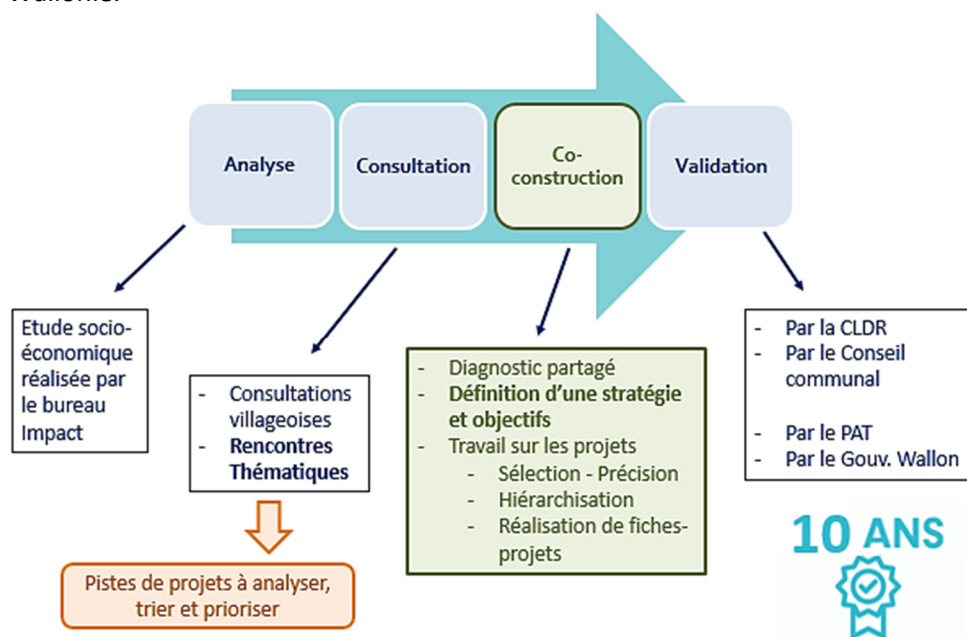 Wallonie.
Analyse
Consultation
Co-
construction
Validation
Etude socio-
économique
réalisée par
le bureau
Impact
- Consultations
villageoises
- Rencontres
Thématiques
- Diagnostic partagé
- Définition d'une stratégie
et objectifs
- Travail sur les projets
- Sélection - Précision
- Hiérarchisation
- Réalisation de fiches-
projets
- Par la CLDR
- Par le Conseil
communal
- Par le PAT
- Par le Gouv. Wallon
Pistes de projets à analyser,
trier et prioriser
10 ANS